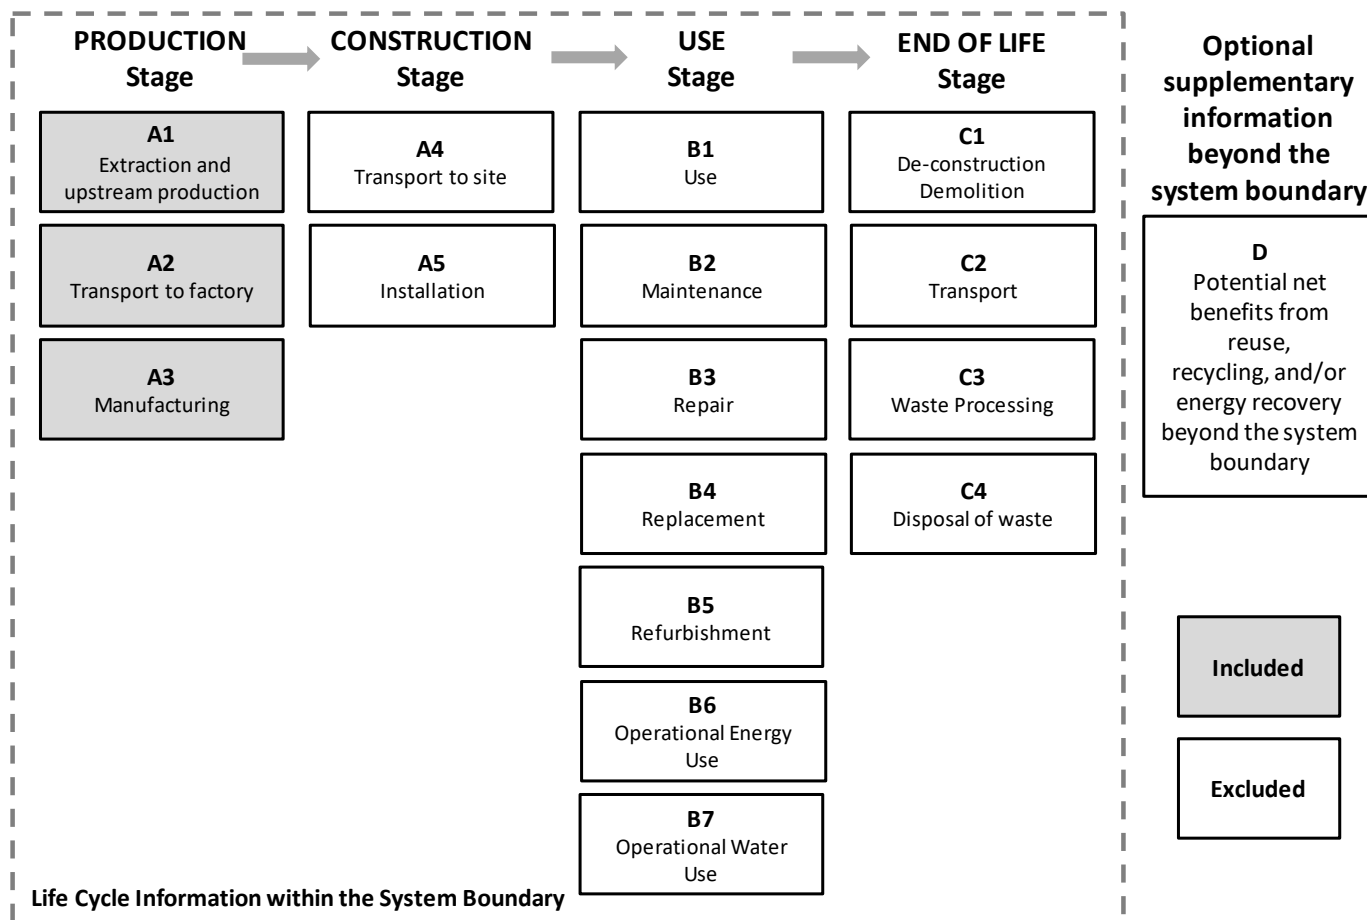 PRODUCTION
Stage
CONSTRUCTION
Stage
USE
Stage
END OF LIFE
Stage
A1
Extraction and
upstream production
A2
Transport to factory
A3
Manufacturing
A4
Transport to site
A5
Installation
B1
Use
B2
Maintenance
B3
Repair
B4
Replacement
B5
Refurbishment
B6
Operational Energy
Use
B7
Operational Water
Use
C1
De-construction
Demolition
C2
Transport
C3
Waste Processing
C4
Disposal of waste
Life Cycle Information within the System Boundary
Optional
supplementary
information
beyond the
system boundary
D
Potential net
benefits from
reuse,
recycling, and/or
energy recovery
beyond the system
boundary
Included
Excluded